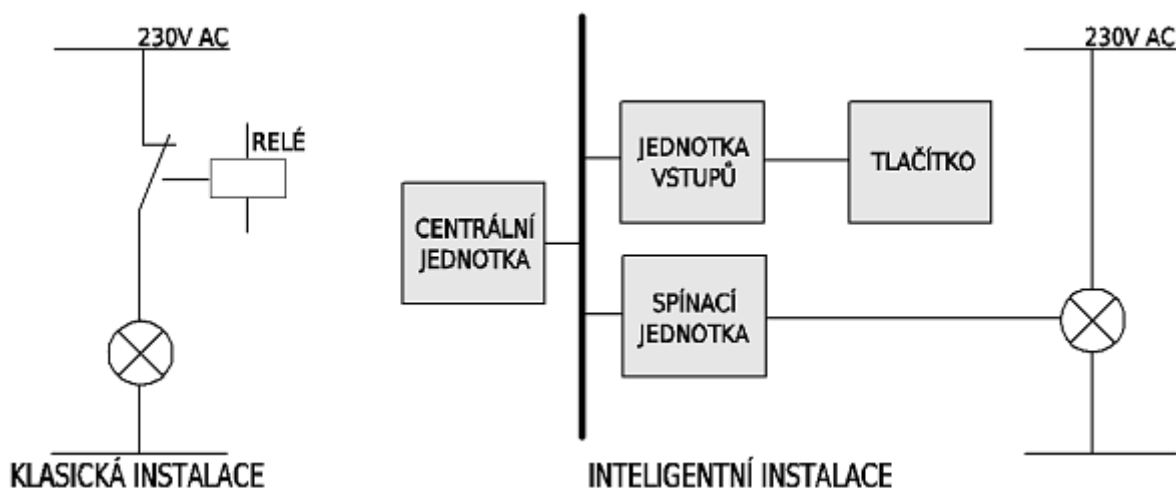 230V AC
RELÉ
KLASICKÁ INSTALACE
CENTRÁLNÍ
JEDNOTKA
JEDNOTKA
VSTUPŮ
TLAČÍTKO
SPÍNACÍ
JEDNOTKA
230V AC
INTELIGENTNÍ INSTALACE